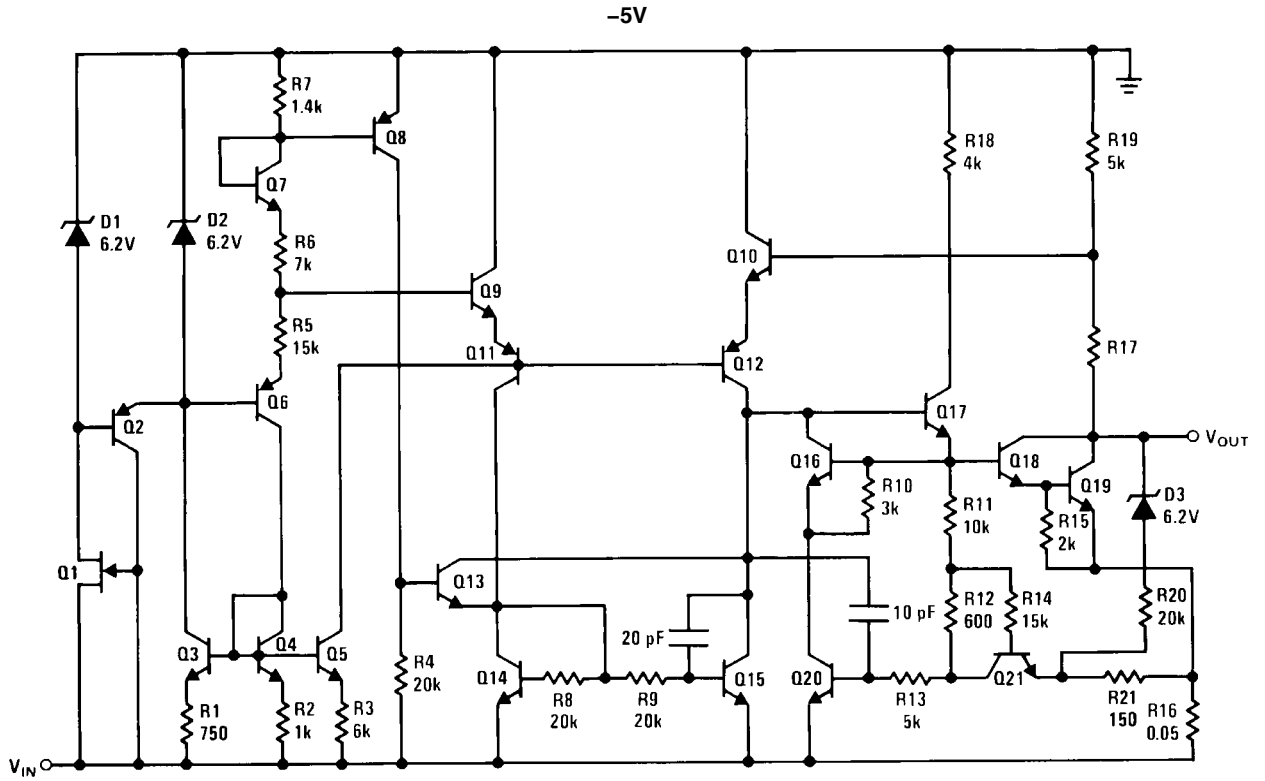 –5V
R7
1.4k
Q8
R18
4k
R19
5k
Q7
D1
6.2V
D2
6.2V
R6
7k
Q10
Q9
R5
15k
R17
Q11
Q12
Q6
Q2
Q17
VOUT
Q16
Q18
Q19
R10
3k
R11
10k
R15
2k
D3
6.2V
Q1
Q13
10 pF
R12
600
R14
15k
R20
20k
20 pF
Q3
Q4
Q5
R4
20k
Q14
R8
20k
R9
20k
Q15
Q20
R13
5k
Q21
R21
150
R16
0.05
R1
750
R2
1k
R3
6k
VIN